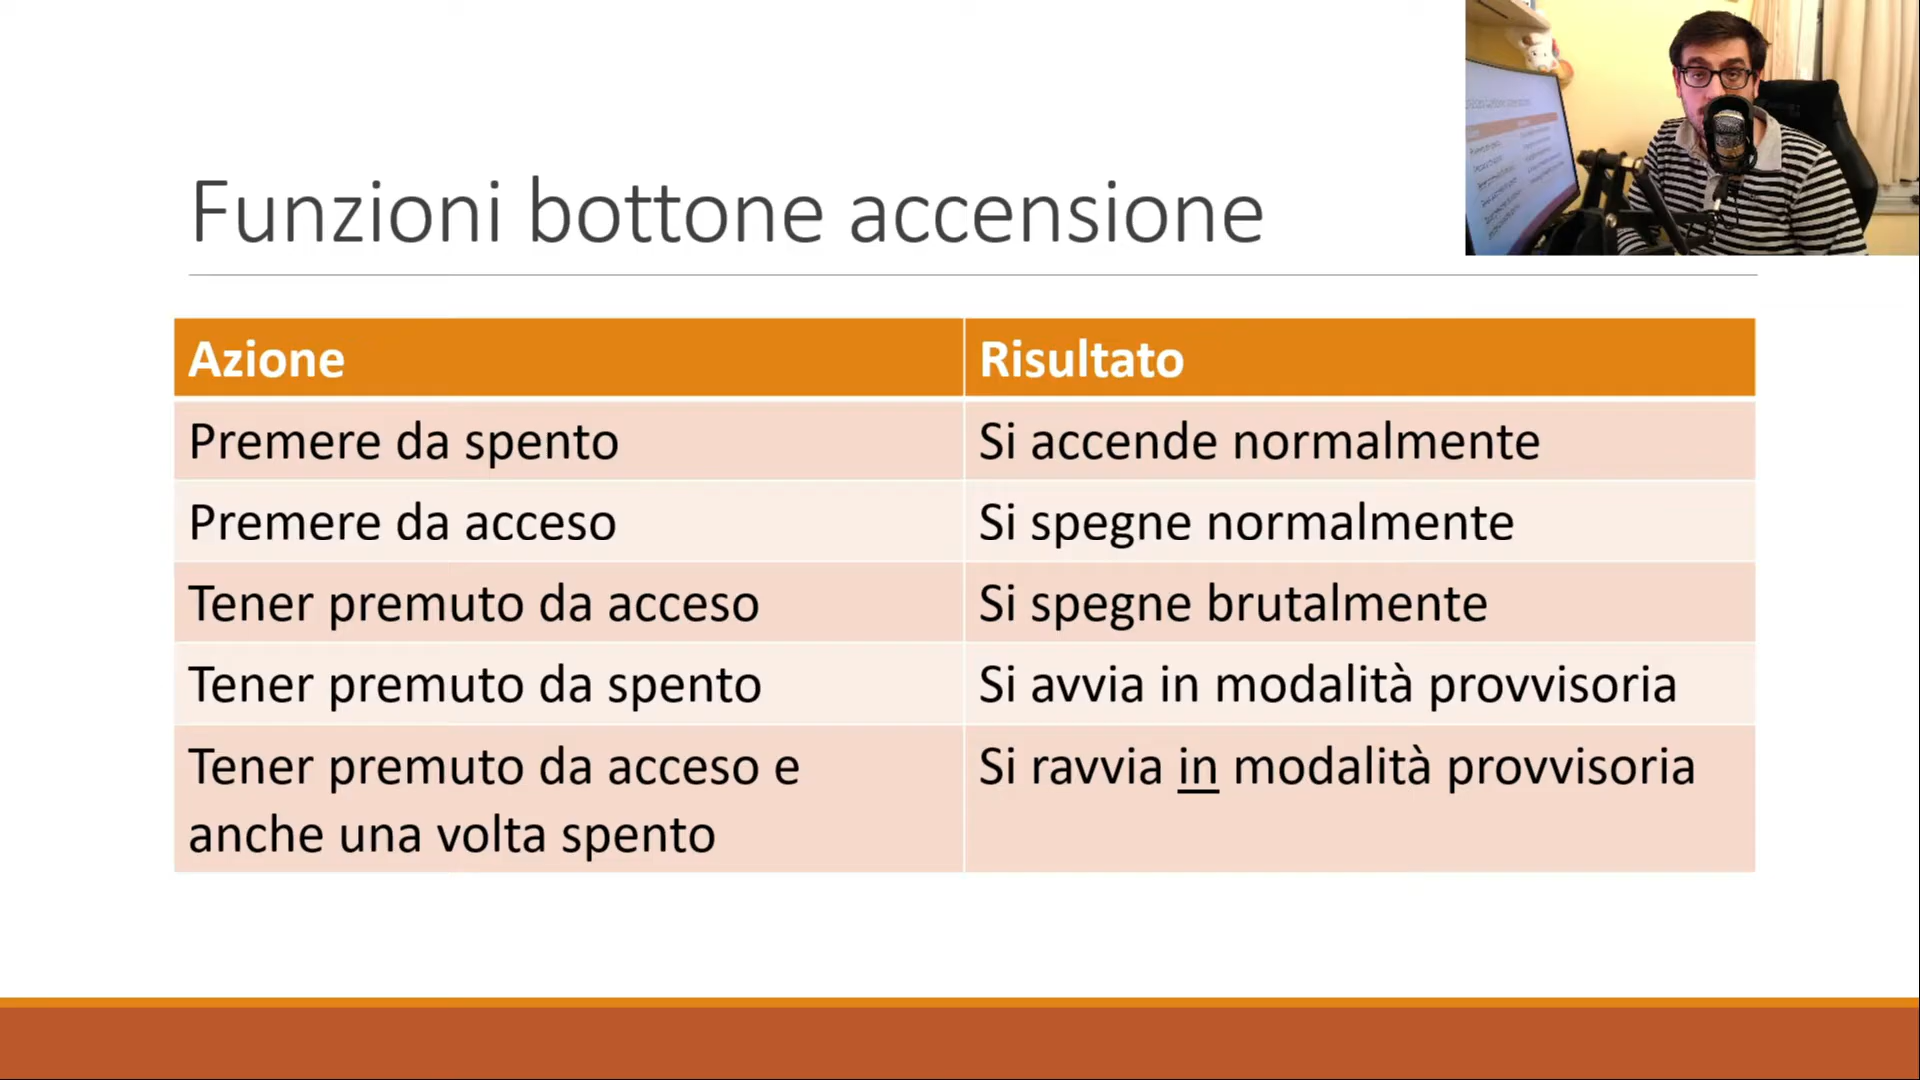 Funzioni bottone accensione
Azione
Risultato
Premere da spento
Si accende normalmente
Premere da acceso
Si spegne normalmente
Tener premuto da acceso
Si spegne brutalmente
Tener premuto da spento
Si avvia in modalità provvisoria
Tener premuto da acceso e
anche una volta spento
Si ravvia in modalità provvisoria